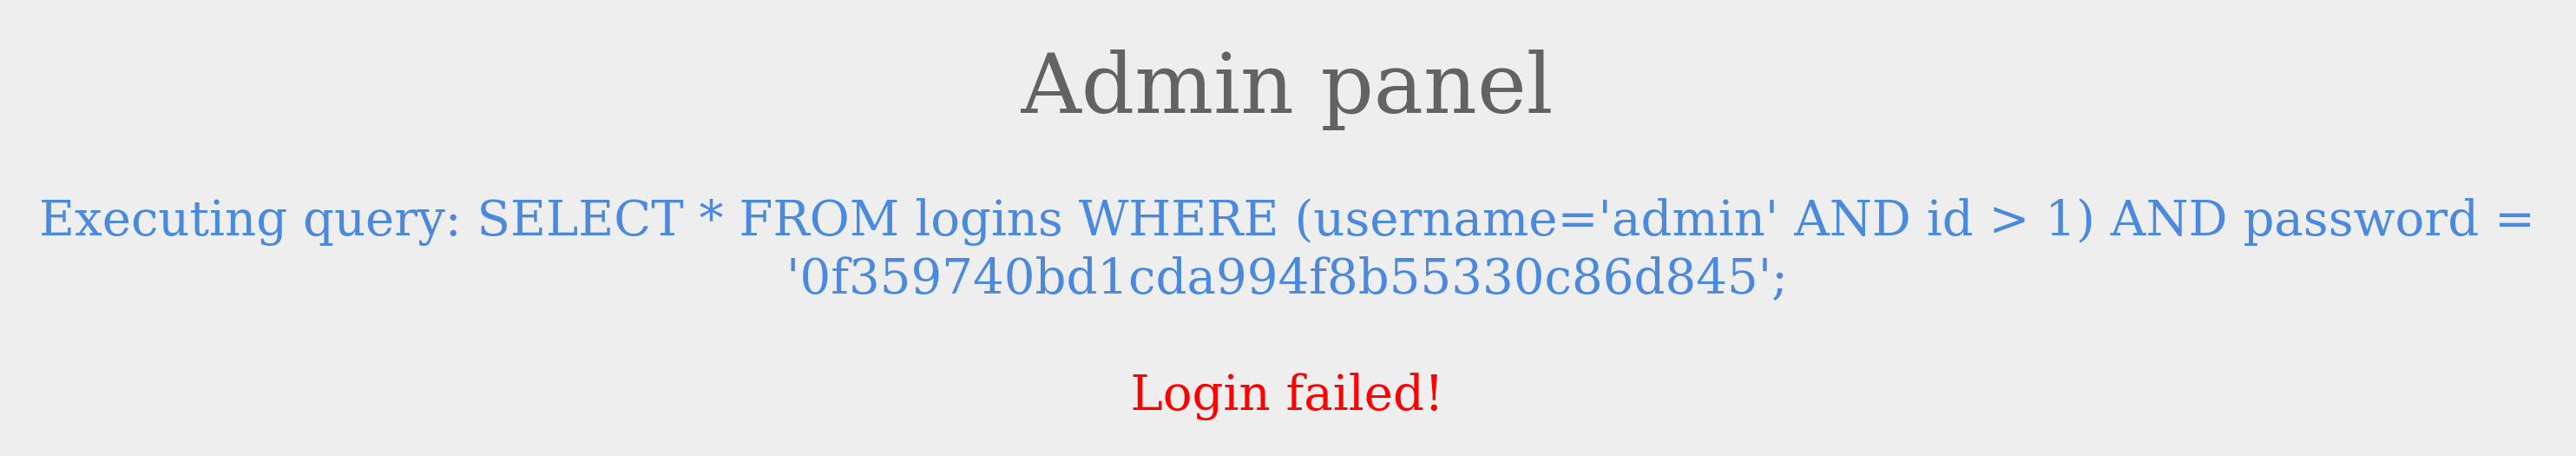 Admin panel
Executing query: SELECT * FROM logins WHERE (username='admin' AND id > 1) AND password =
'0f359740bd1cda994f8b55330c86d845';
Login failed!